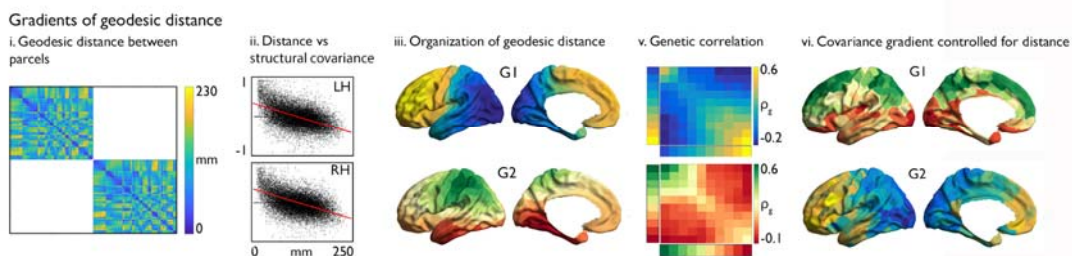 Gradients of geodesic distance
i. Geodesic distance between
parcels
230
mm
0
ii. Distance vs
structural covariance
1
LH
-1
RH
0 mm 250
iii. Organization of geodesic distance
G1
G2
v. Genetic correlation
0.6
ρg
-0.2
0.6
ρg
-0.1
vi. Covariance gradient controlled for distance
G1
G2